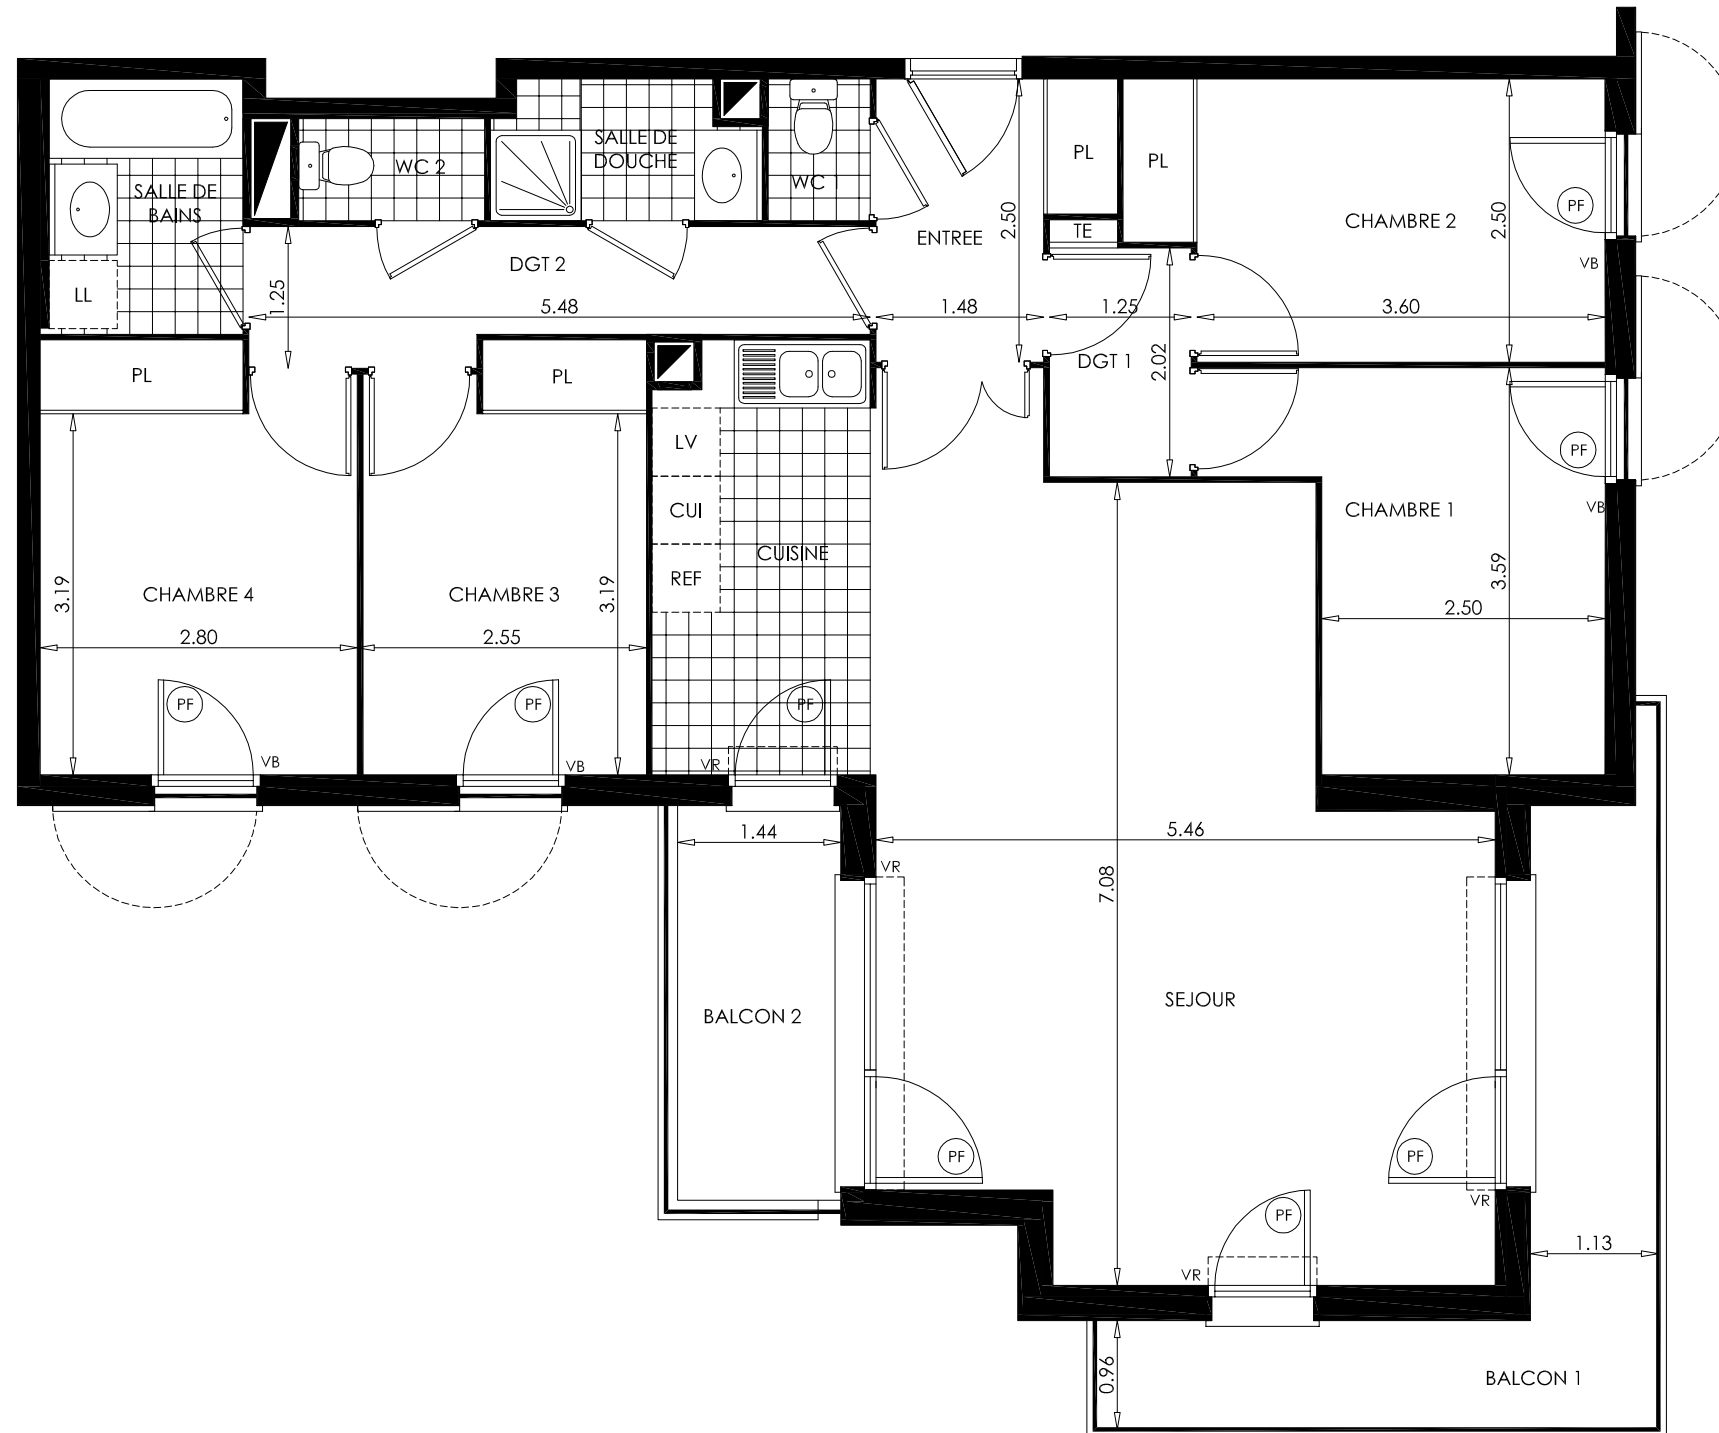 SALLE DE
DOUCHE
PL
PL
WC 2
WC 1
SALLE DE
BAINS
PF
CHAMBRE 2
2.50
2.50
ENTREE
TE
DGT 2
VB
LL
1.25
5.48
1.48
1.25
3.60
DGT 1
2.02
PL
PL
LV
PF
CUI
CHAMBRE 1
VB
CUISINE
REF
3.59
3.19
CHAMBRE 4
CHAMBRE 3
3.19
2.50
2.80
2.55
PF
PF
PF
VB
VB
VR
1.44
5.46
VR
7.08
SEJOUR
BALCON 2
PF
PF
VR
PF
1.13
VR
0.96
BALCON 1